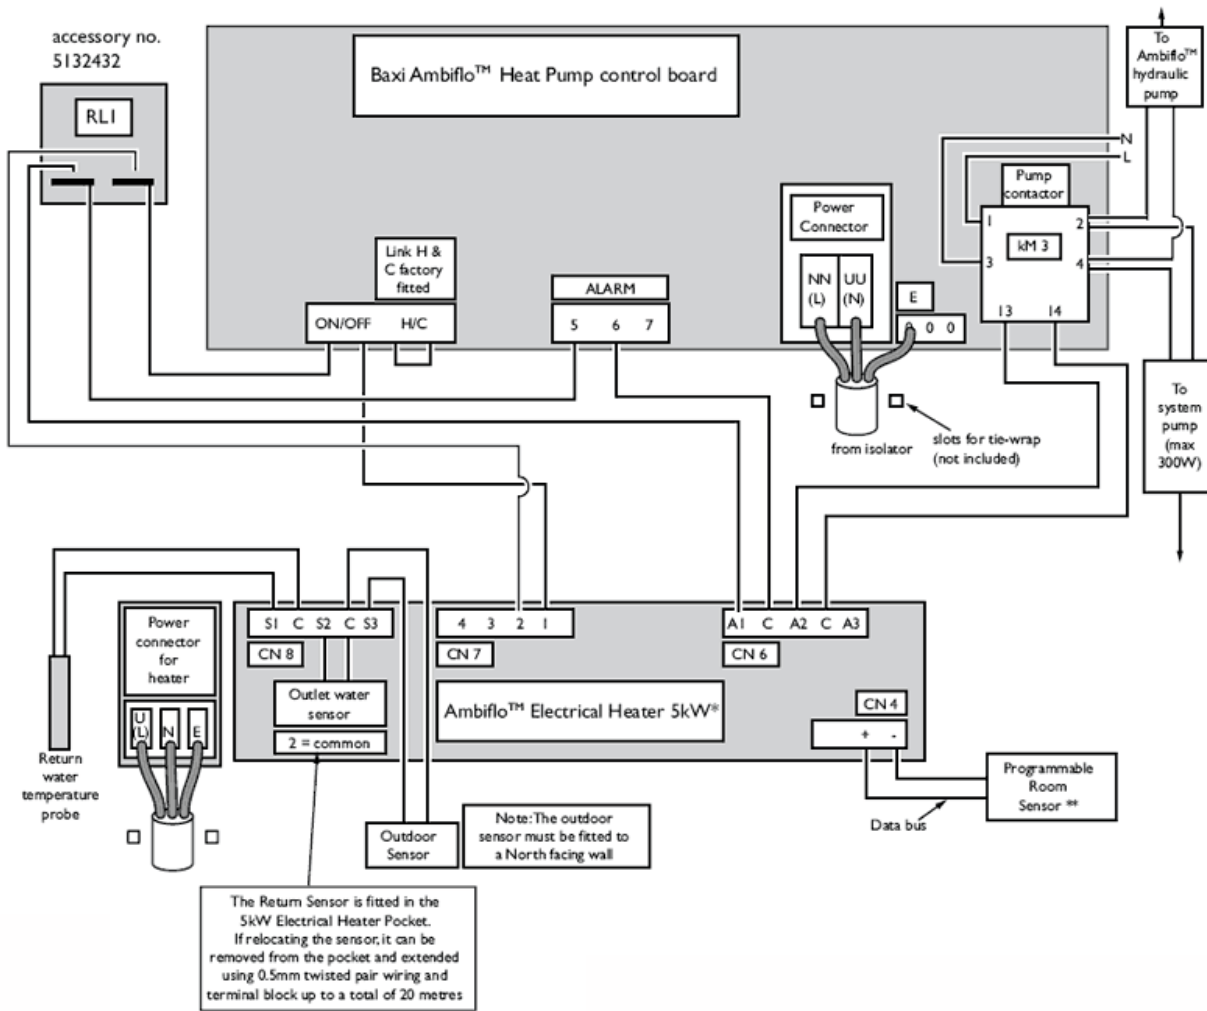 accessory no.
5132432
RL1
Baxi Ambiflo™ Heat Pump control board
To
Ambiflo™
hydraulic
pump
N
L
Pump
contactor
1
2
kM 3
3
4
13
14
Power
Connector
NN
(L)
UU
(N)
E
0 0 0
Link H &
C factory
fitted
ON/OFF
H/C
ALARM
5 6 7
from isolator
slots for tie-wrap
(not included)
To
system
pump
(max
300W)
Power
connector
for
heater
U
(L)
N
E
Return
water
temperature
probe
S1 C S2 C S3
CN 8
Outlet water
sensor
2 = common
4 3 2 1
CN 7
A1 C A2 C A3
CN 6
Ambiflo™ Electrical Heater 5kW*
CN 4
+ -
Data bus
Programmable
Room
Sensor **
Outdoor
Sensor
Note: The outdoor
sensor must be fitted to
a North facing wall
The Return Sensor is fitted in the
5kW Electrical Heater Pocket.
If relocating the sensor, it can be
removed from the pocket and extended
using 0.5mm twisted pair wiring and
terminal block up to a total of 20 metres